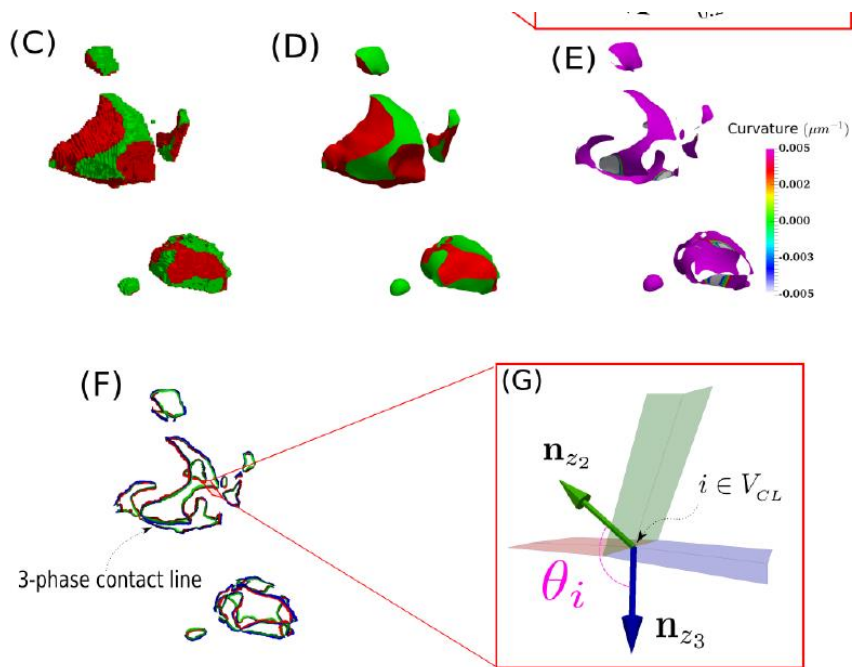 (C)
(D)
(E)
Curvature (μm⁻¹)
0.005
0.002
0.000
-0.003
-0.005
(F)
3-phase contact line
(G)
n_{z_2}
i ∈ V_{CL}
θ_i
n_{z_3}